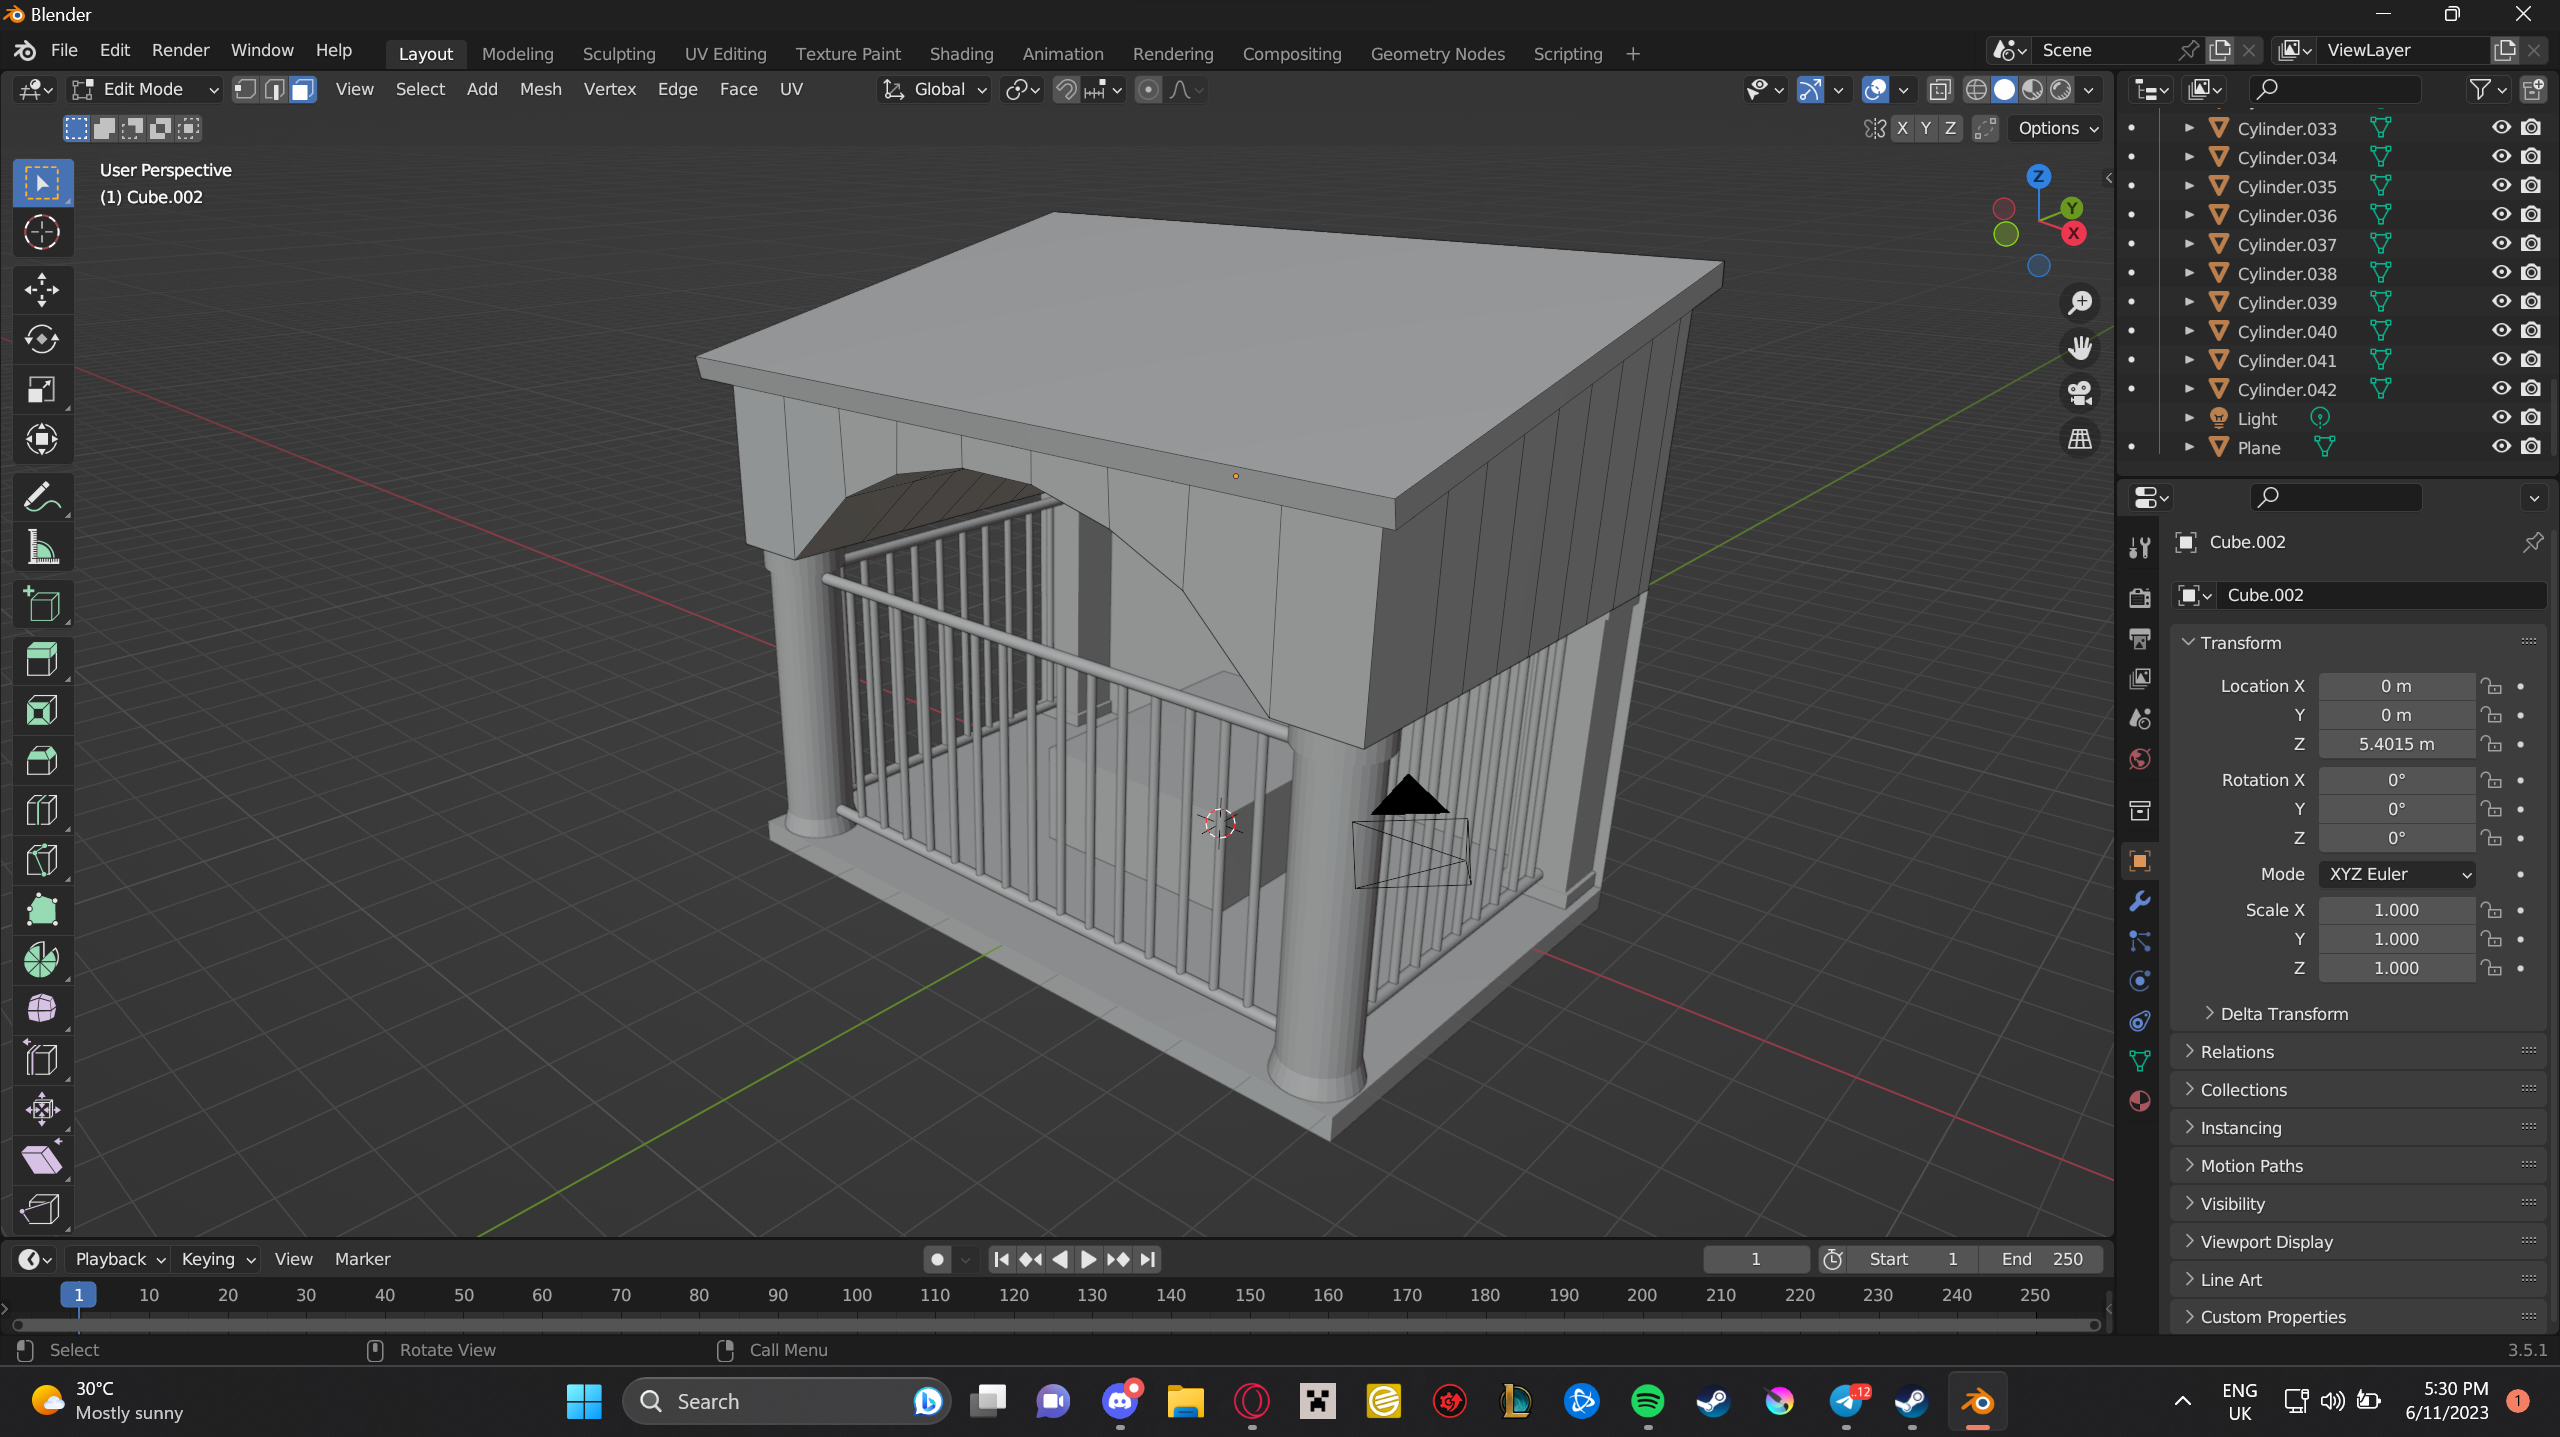 Blender
File Edit Render Window Help
Layout Modeling Sculpting UV Editing Texture Paint Shading Animation Rendering Compositing Geometry Nodes Scripting +
Scene
ViewLayer
Edit Mode
View Select Add Mesh Vertex Edge Face UV
Global
X Y Z
Options
User Perspective
(1) Cube.002
Z
Y
X
Cylinder.033
Cylinder.034
Cylinder.035
Cylinder.036
Cylinder.037
Cylinder.038
Cylinder.039
Cylinder.040
Cylinder.041
Cylinder.042
Light
Plane
Cube.002
Cube.002
Transform
Location X 0 m
Y 0 m
Z 5.4015 m
Rotation X 0°
Y 0°
Z 0°
Mode XYZ Euler
Scale X 1.000
Y 1.000
Z 1.000
Delta Transform
Relations
Collections
Instancing
Motion Paths
Visibility
Viewport Display
Line Art
Custom Properties
Playback Keying View Marker
1 Start 1 End 250
1 10 20 30 40 50 60 70 80 90 100 110 120 130 140 150 160 170 180 190 200 210 220 230 240 250
Select Rotate View Call Menu 3.5.1
30°C
Mostly sunny
Search
..12
ENG
UK
5:30 PM
6/11/2023
1